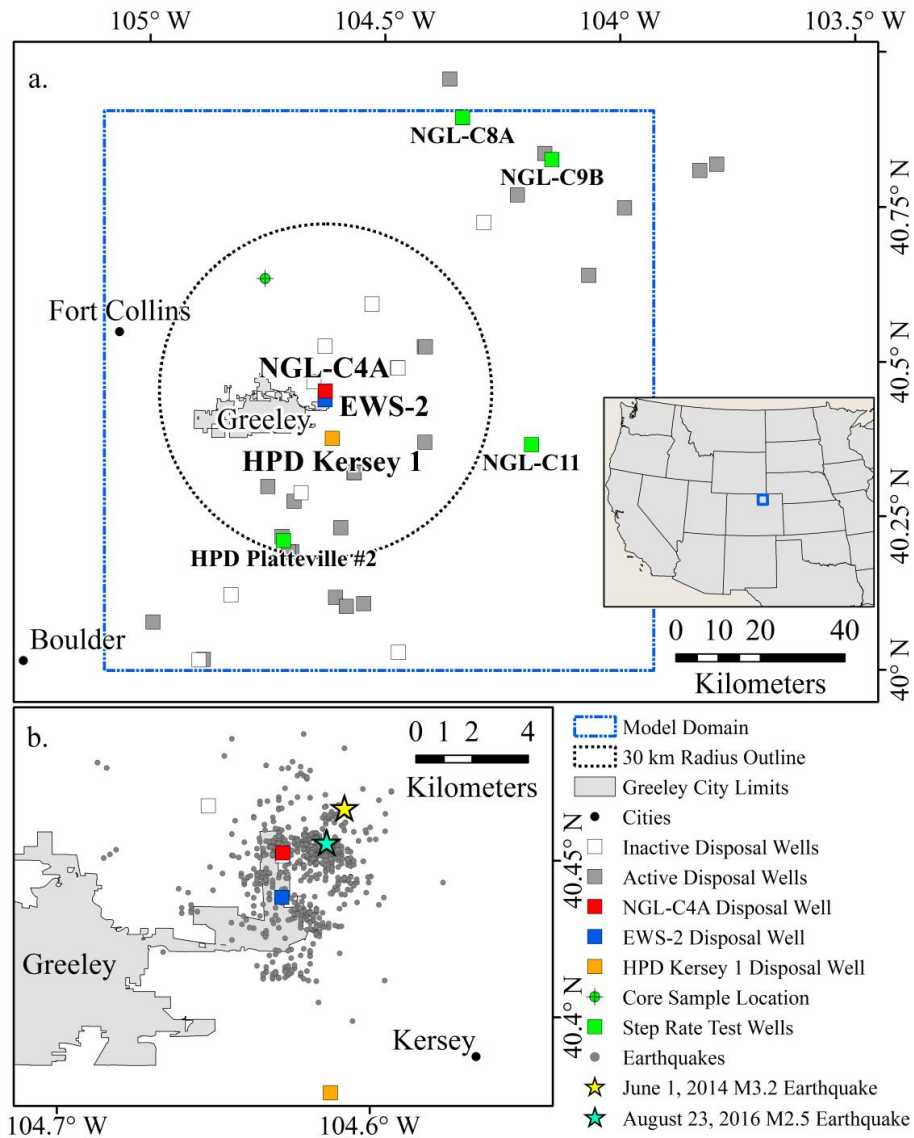 105° W 104.5° W 104° W 103.5° W
a.
NGL-C8A
NGL-C9B
40.75° N
Fort Collins
40.5° N
NGL-C4A
EWS-2
Greeley
HPD Kersey 1
NGL-C11
40.25° N
HPD Platteville #2
Boulder
0 10 20 40
Kilometers
40° N
b.
0 1 2 4
Kilometers
40.45° N
Greeley
40.4° N
Kersey
104.7° W 104.6° W
Model Domain
30 km Radius Outline
Greeley City Limits
Cities
Inactive Disposal Wells
Active Disposal Wells
NGL-C4A Disposal Well
EWS-2 Disposal Well
HPD Kersey 1 Disposal Well
Core Sample Location
Step Rate Test Wells
Earthquakes
June 1, 2014 M3.2 Earthquake
August 23, 2016 M2.5 Earthquake